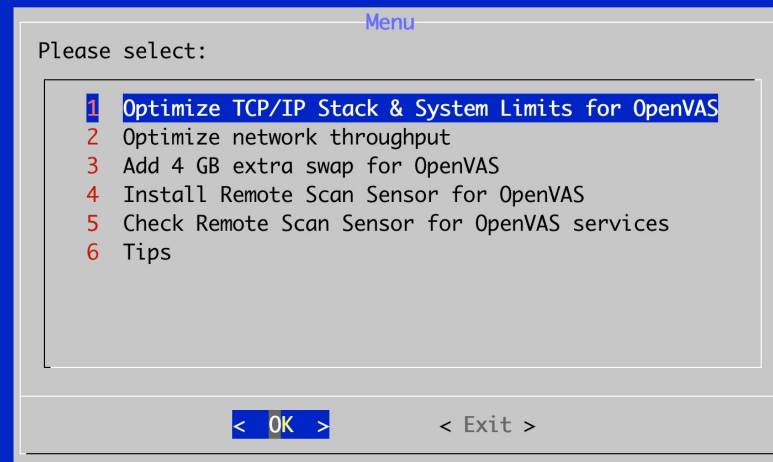 Menu
Please select:
1 Optimize TCP/IP Stack & System Limits for OpenVAS
2 Optimize network throughput
3 Add 4 GB extra swap for OpenVAS
4 Install Remote Scan Sensor for OpenVAS
5 Check Remote Scan Sensor for OpenVAS services
6 Tips
< OK > < Exit >